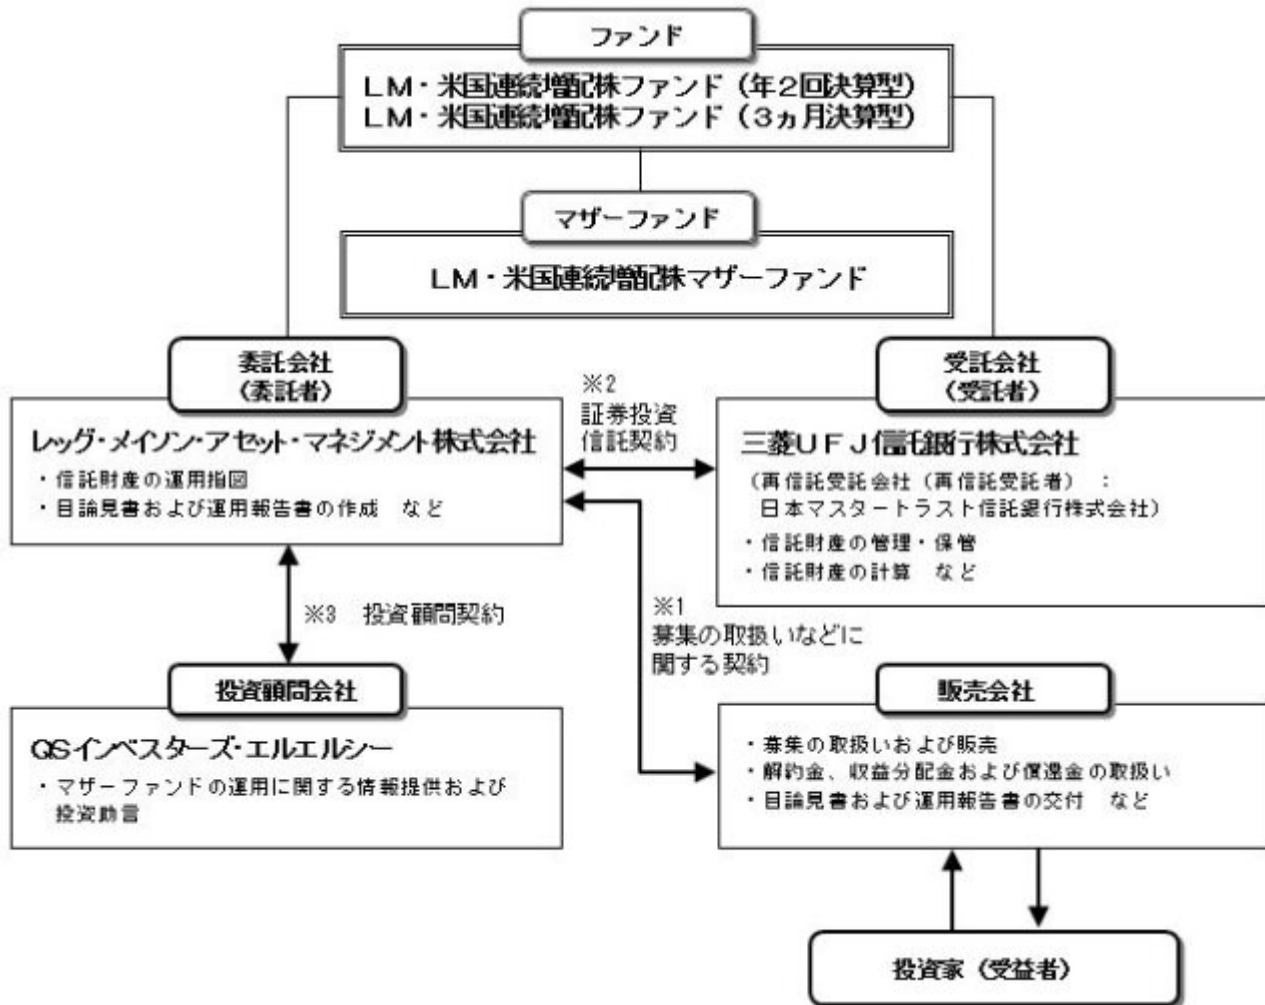 ファンド
LM・米国連続増配株ファンド（年２回決算型）
LM・米国連続増配株ファンド（３ヵ月決算型）
マザーファンド
LM・米国連続増配株マザーファンド
委託会社
（委託者）
レッグ・メイソン・アセット・マネジメント株式会社
・信託財産の運用指図
・目論見書および運用報告書の作成　など
※2
証券投資
信託契約
受託会社
（受託者）
三菱ＵＦＪ信託銀行株式会社
（再信託受託会社（再信託受託者）：
日本マスタートラスト信託銀行株式会社）
・信託財産の管理・保管
・信託財産の計算　など
※3　投資顧問契約
※1
募集の取扱いなどに
関する契約
投資顧問会社
QSインベスターズ・エルエルシー
・マザーファンドの運用に関する情報提供および
投資助言
販売会社
・募集の取扱いおよび販売
・解約金、収益分配金および償還金の取扱い
・目論見書および運用報告書の交付　など
投資家（受益者）